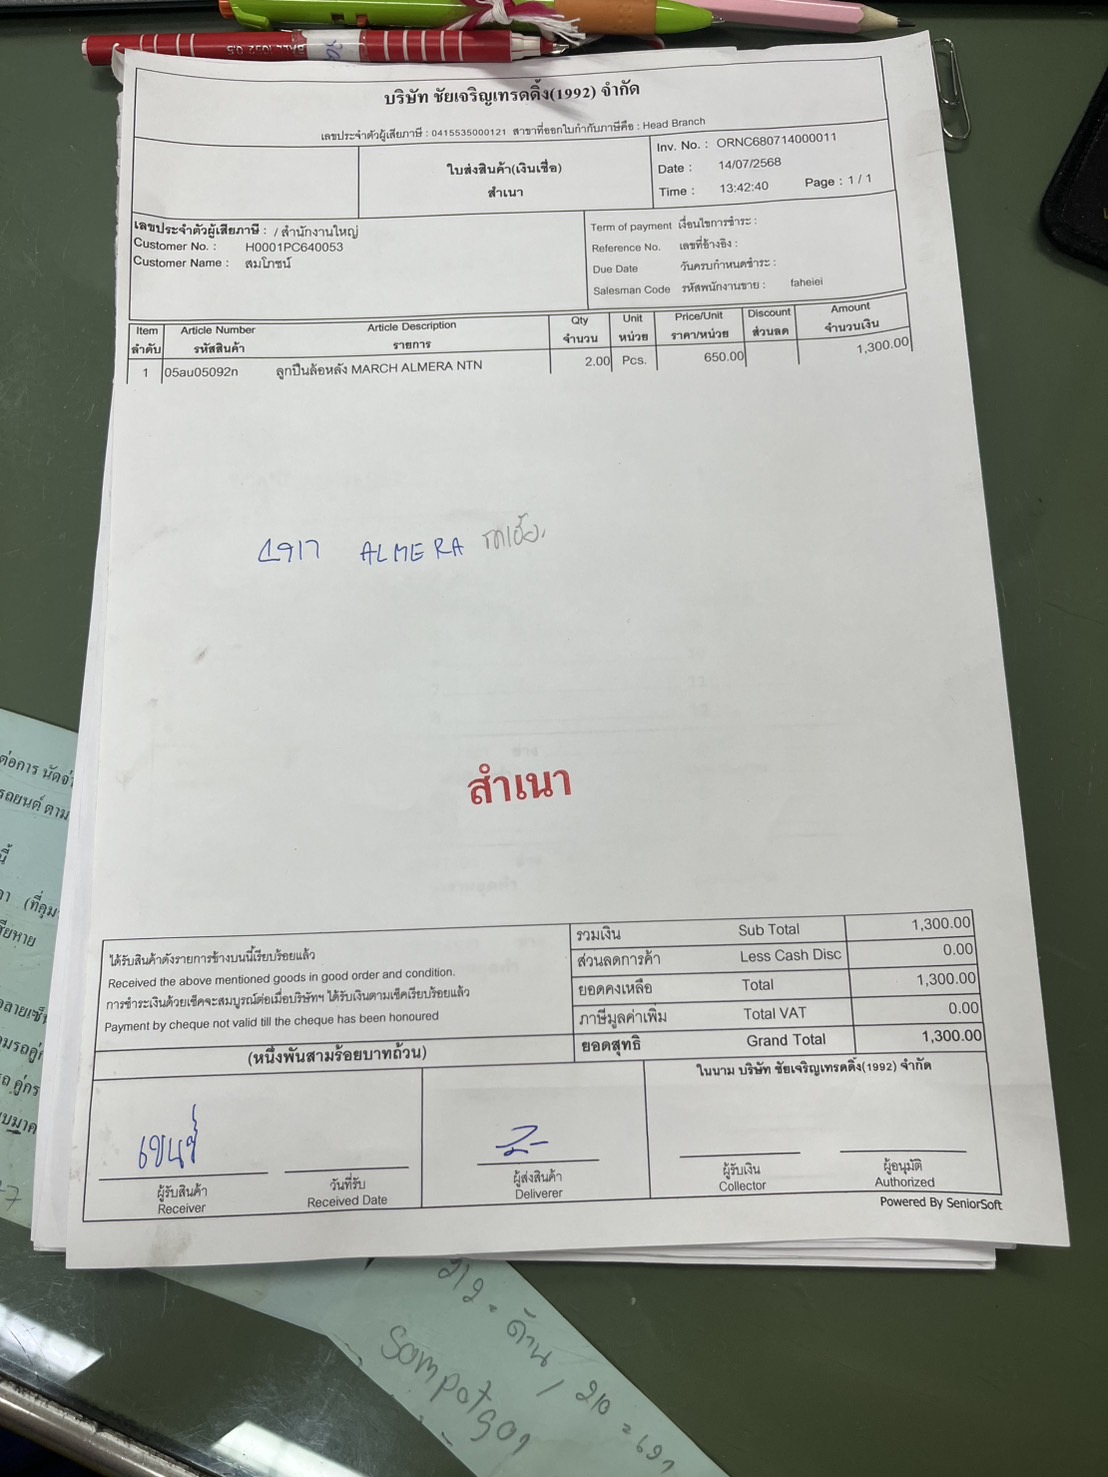 บริษัท ชัยเจริญเทรดดิ้ง(1992) จำกัด
เลขประจำตัวผู้เสียภาษี : 0415535000121 สาขาที่ออกใบกำกับภาษีคือ : Head Branch
ใบส่งสินค้า(เงินเชื่อ)
สำเนา
Inv. No. : ORNC680714000011
Date : 14/07/2568
Time : 13:42:40 Page : 1 / 1
เลขประจำตัวผู้เสียภาษี : / สำนักงานใหญ่
Customer No. : H0001PC640053
Customer Name : สมโภชน์
Term of payment เงื่อนไขการชำระ :
Reference No. เลขที่อ้างอิง :
Due Date วันครบกำหนดชำระ :
Salesman Code รหัสพนักงานขาย : faheiei
Item Article Number Article Description Qty Unit Price/Unit Discount Amount
ลำดับ รหัสสินค้า รายการ จำนวน หน่วย ราคา/หน่วย ส่วนลด จำนวนเงิน
1 05au05092n ลูกปืนล้อหลัง MARCH ALMERA NTN 2.00 Pcs. 650.00 1,300.00
ALMERA
สำเนา
ได้รับสินค้าดังรายการข้างบนนี้เรียบร้อยแล้ว
Received the above mentioned goods in good order and condition.
การชำระเงินด้วยเช็คจะสมบูรณ์ต่อเมื่อบริษัทฯ ได้รับเงินตามเช็คเรียบร้อยแล้ว
Payment by cheque not valid till the cheque has been honoured
(หนึ่งพันสามร้อยบาทถ้วน)
รวมเงิน Sub Total 1,300.00
ส่วนลดการค้า Less Cash Disc 0.00
ยอดคงเหลือ Total 1,300.00
ภาษีมูลค่าเพิ่ม Total VAT 0.00
ยอดสุทธิ Grand Total 1,300.00
ในนาม บริษัท ชัยเจริญเทรดดิ้ง(1992) จำกัด
ผู้รับสินค้า
Receiver
วันที่รับ
Received Date
ผู้ส่งสินค้า
Deliverer
ผู้รับเงิน
Collector
ผู้อนุมัติ
Authorized
Powered By SeniorSoft